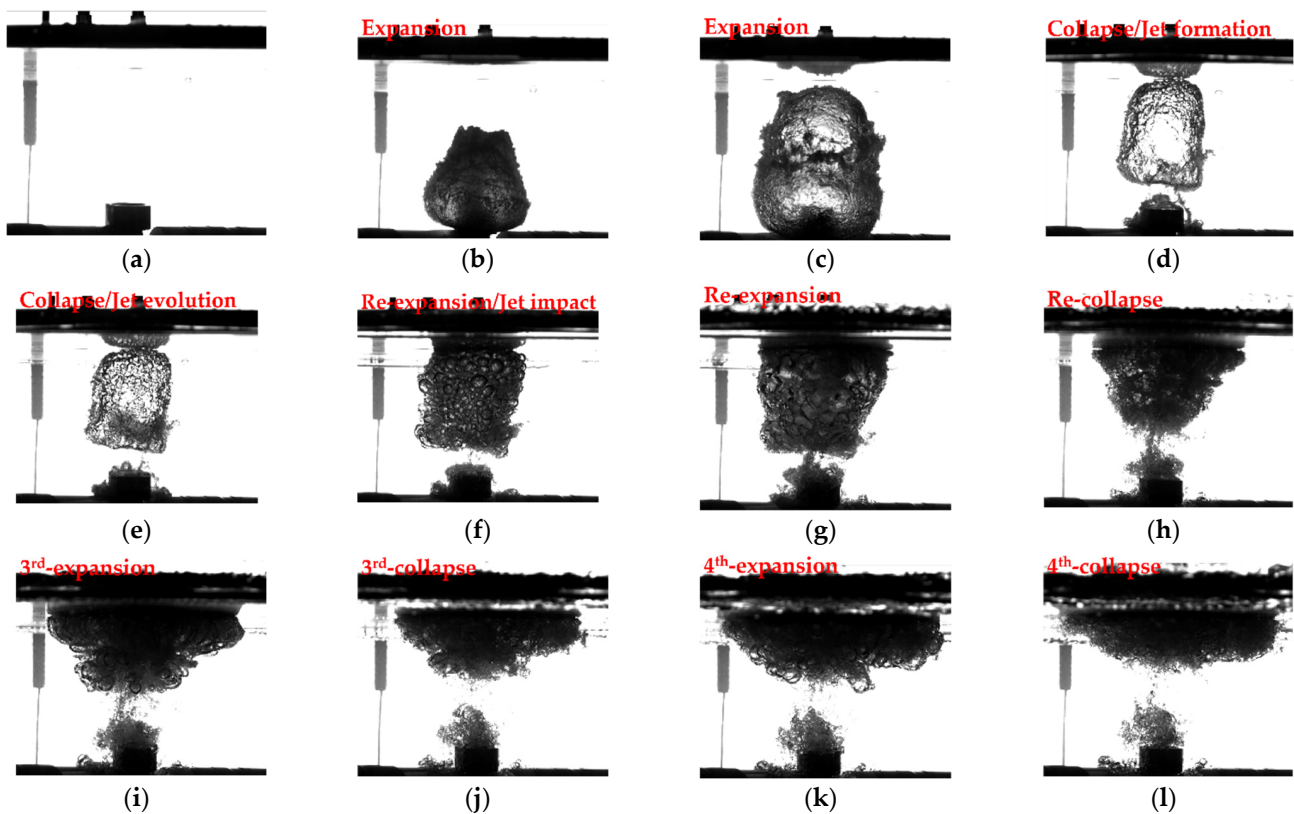 Expansion
Expansion
Collapse/Jet formation
(a)
(b)
(c)
(d)
Collapse/Jet evolution
Re-expansion/Jet impact
Re-expansion
Re-collapse
(e)
(f)
(g)
(h)
3rd-expansion
3rd-collapse
4th-expansion
4th-collapse
(i)
(j)
(k)
(l)